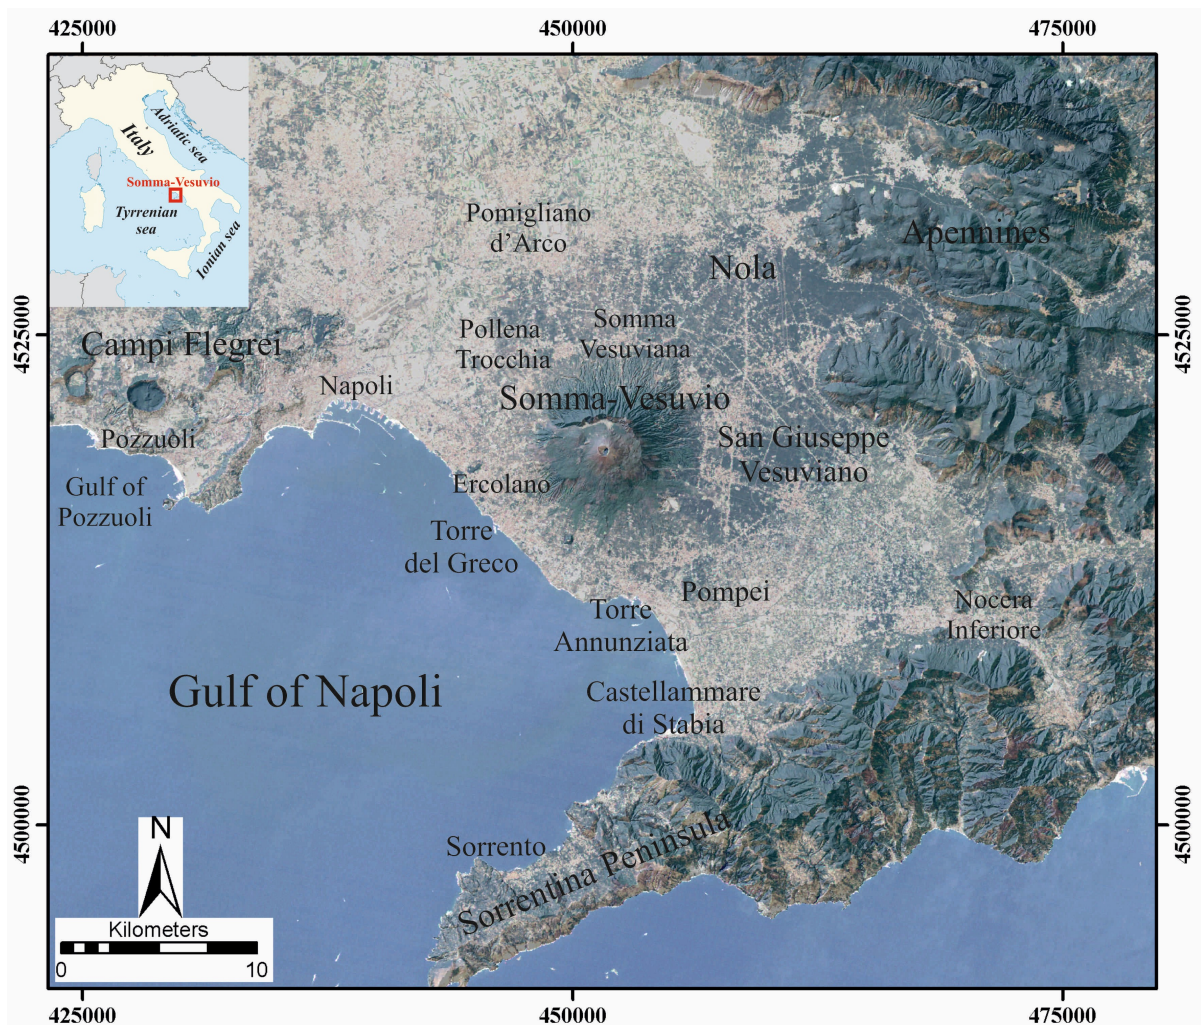 425000
450000
475000
Italy
Adriatic sea
Somma-Vesuvio
Tyrrenian
sea
Ionian sea
Pomigliano
d'Arco
Apennines
Nola
4525000
4525000
Pollena
Trocchia
Somma
Vesuviana
Campi Flegrei
Napoli
Somma-Vesuvio
Pozzuoli
San Giuseppe
Vesuviano
Gulf of
Pozzuoli
Ercolano
Torre
del Greco
Pompei
Torre
Annunziata
Nocera
Inferiore
Gulf of Napoli
Castellammare
di Stabia
4500000
4500000
N
Sorrento
Sorrentina Peninsula
Kilometers
0
10
425000
450000
475000